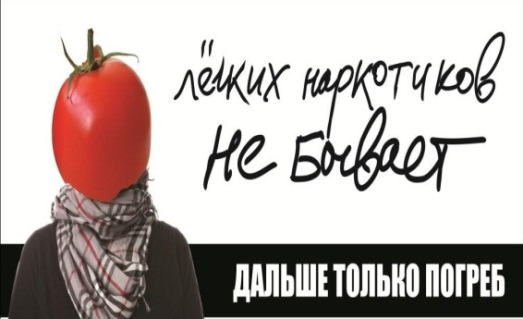 лёгких наркотиков
не бывает
ДАЛЬШЕ ТОЛЬКО ПОГРЕБ